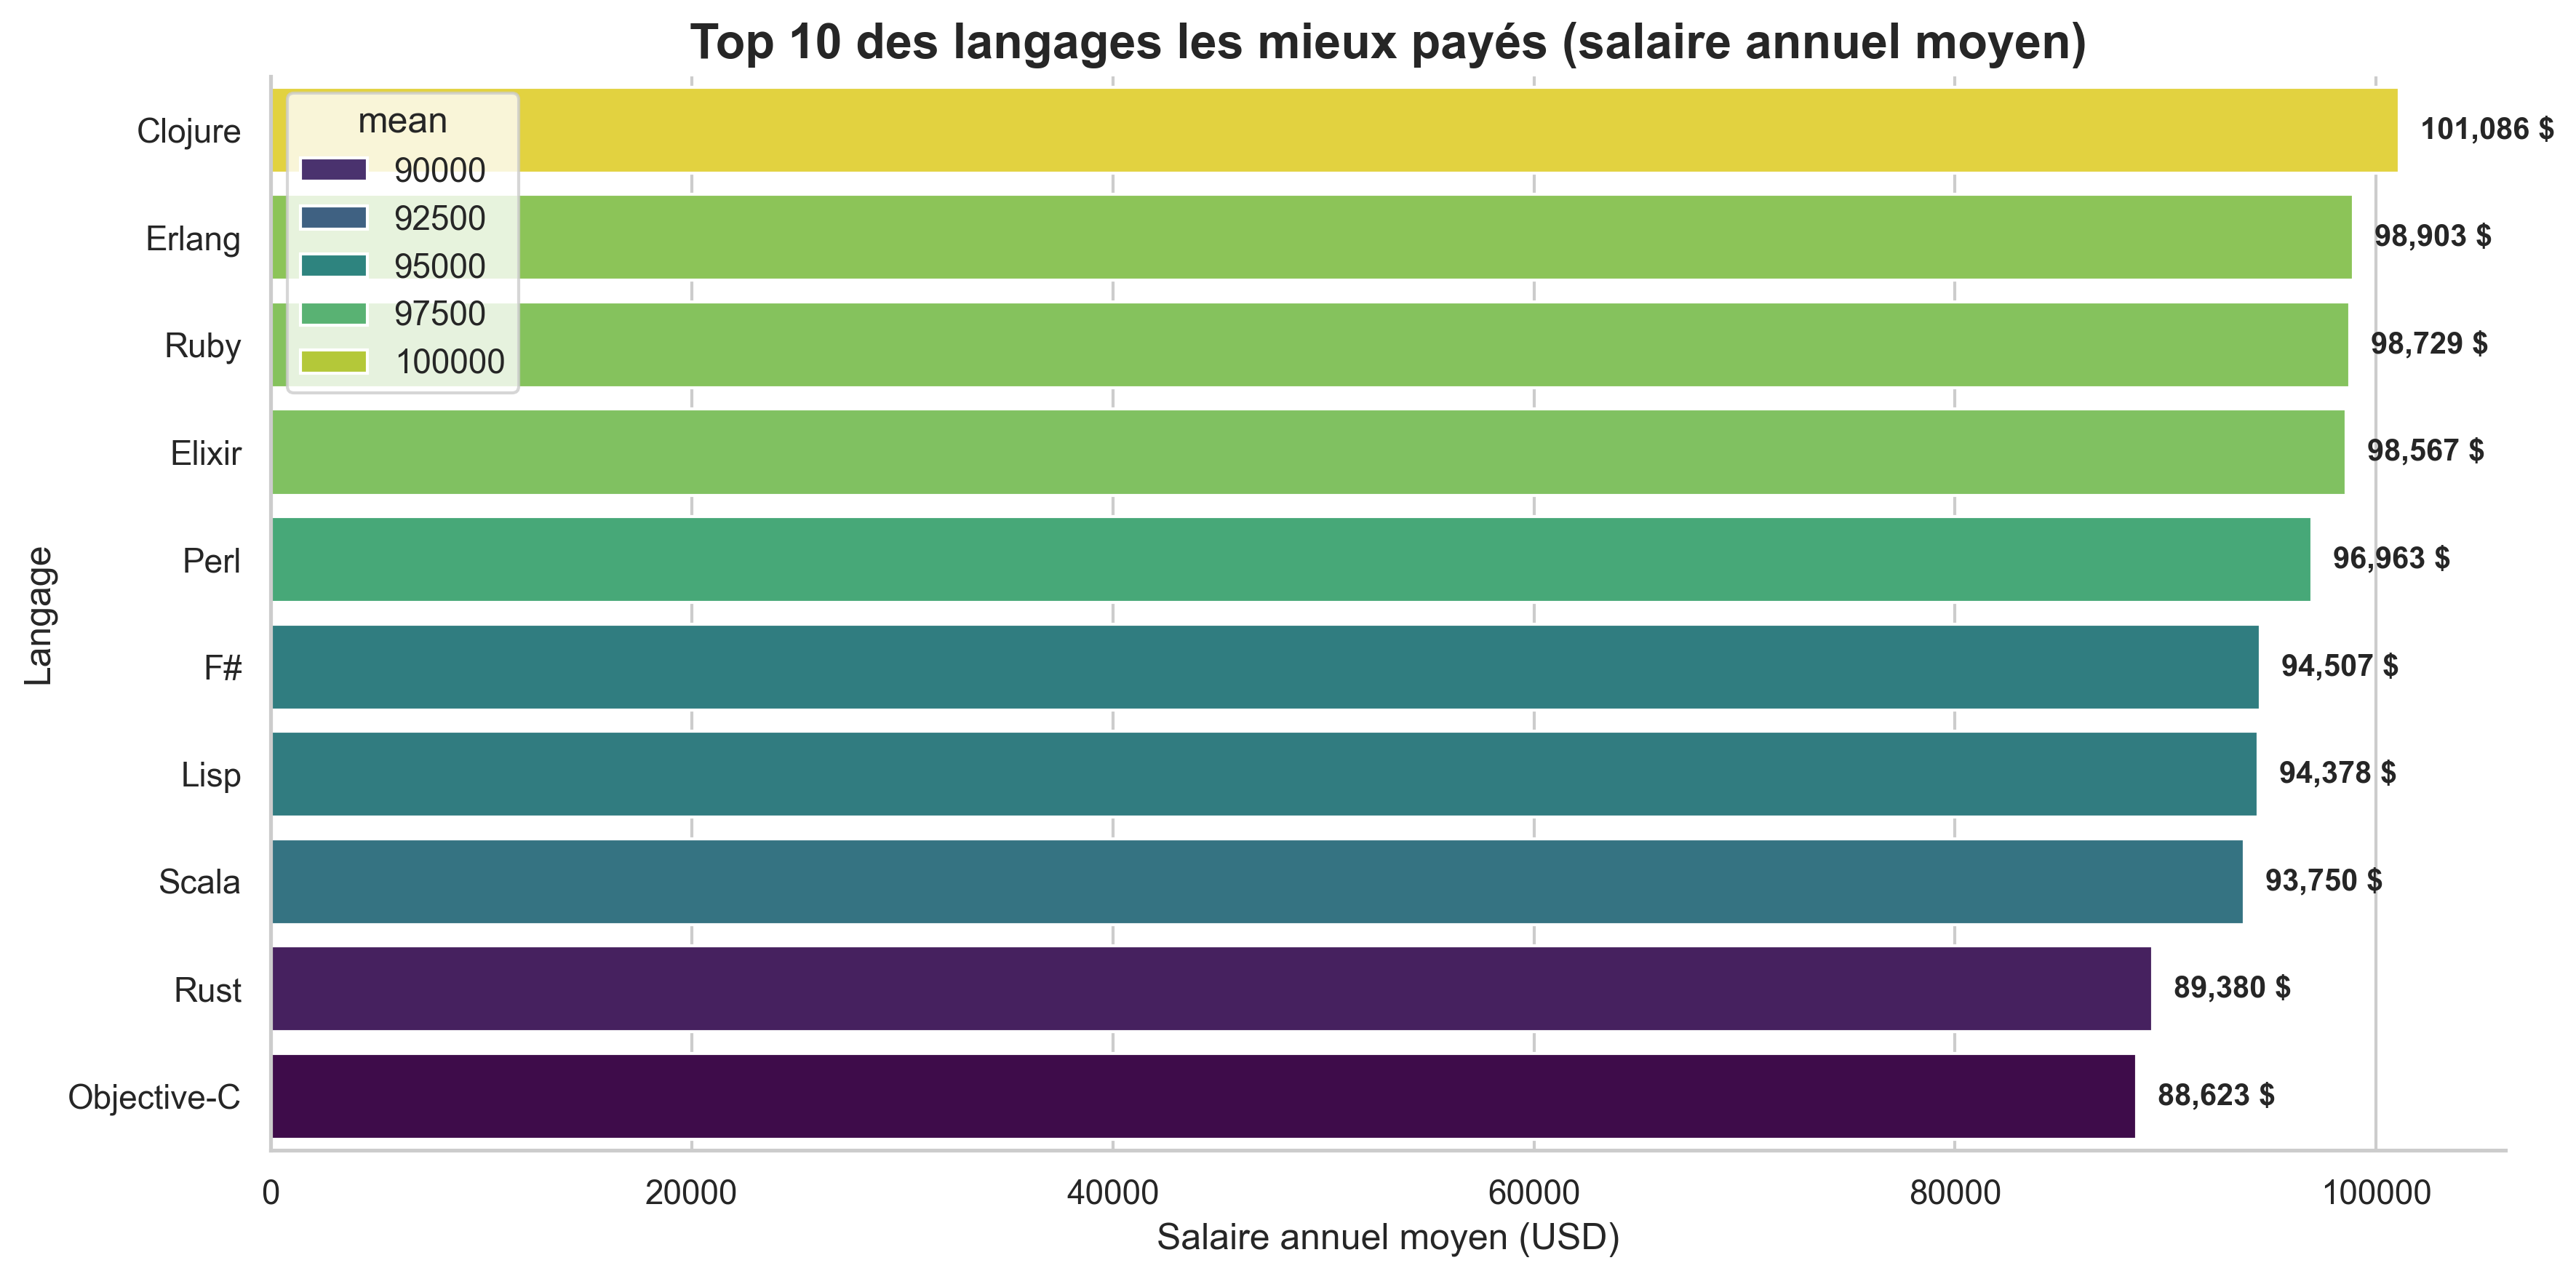 Top 10 des langages les mieux payés (salaire annuel moyen)
mean
90000
92500
95000
97500
100000
Langage
Clojure 101,086 $
Erlang 98,903 $
Ruby 98,729 $
Elixir 98,567 $
Perl 96,963 $
F# 94,507 $
Lisp 94,378 $
Scala 93,750 $
Rust 89,380 $
Objective-C 88,623 $
0 20000 40000 60000 80000 100000
Salaire annuel moyen (USD)